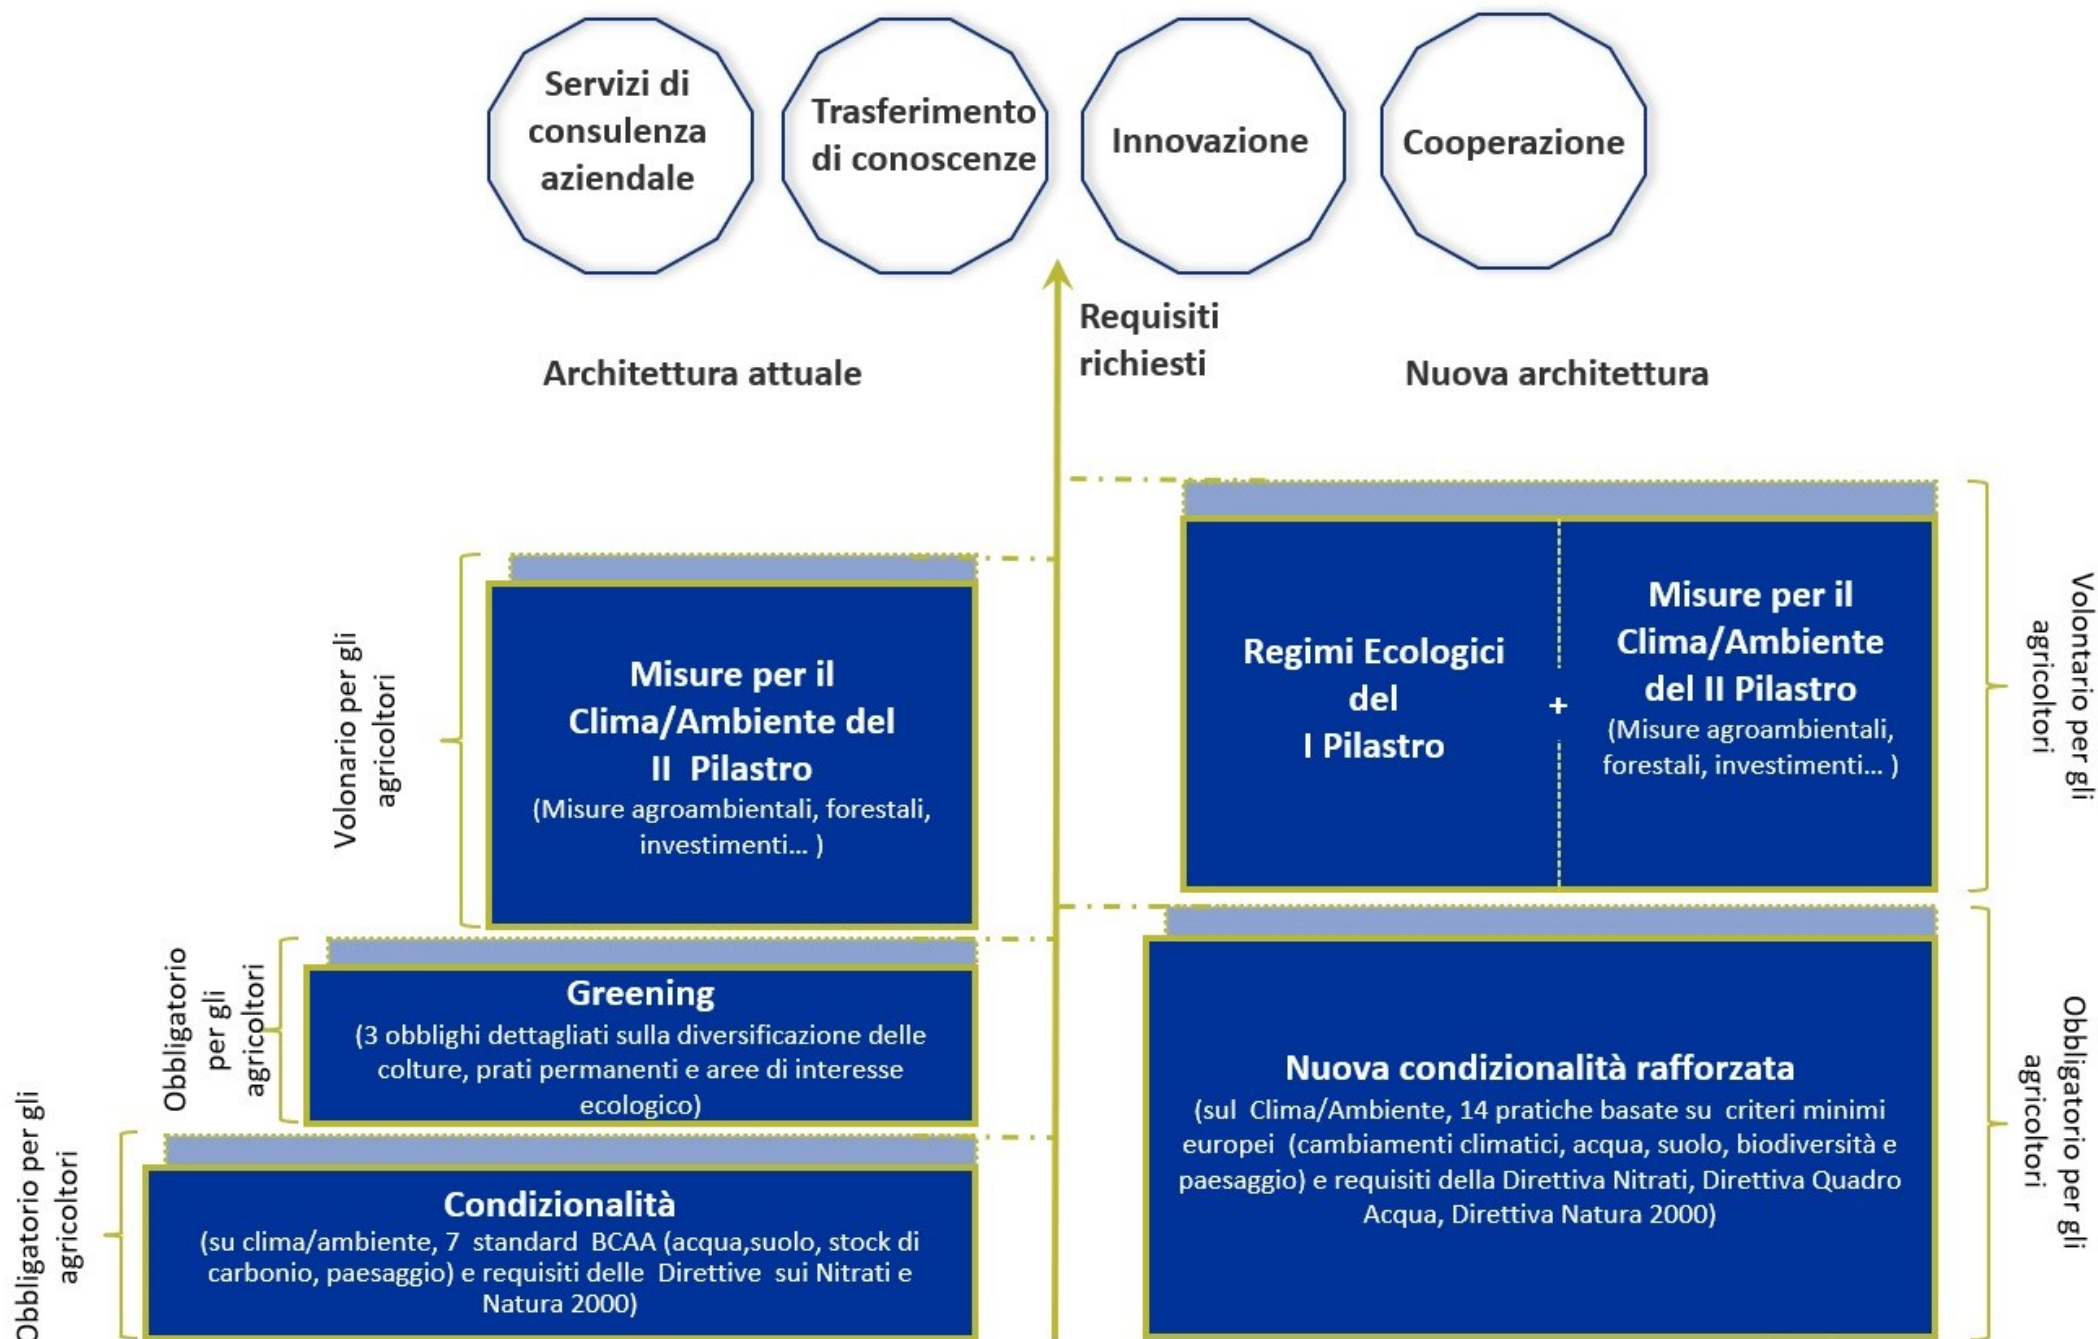 Servizi di
consulenza
aziendale
Trasferimento
di conoscenze
Innovazione
Cooperazione
Requisiti
richiesti
Architettura attuale
Nuova architettura
Volonario per gli
agricoltori
Misure per il
Clima/Ambiente del
II Pilastro
(Misure agroambientali, forestali,
investimenti... )
Obbligatorio
per gli
agricoltori
Greening
(3 obblighi dettagliati sulla diversificazione delle
colture, prati permanenti e aree di interesse
ecologico)
Obbligatorio per gli
agricoltori
Condizionalità
(su clima/ambiente, 7 standard BCAA (acqua,suolo, stock di
carbonio, paesaggio) e requisiti delle Direttive sui Nitrati e
Natura 2000)
Regimi Ecologici
del
I Pilastro
+
Misure per il
Clima/Ambiente
del II Pilastro
(Misure agroambientali,
forestali, investimenti... )
Volontario per gli
agricoltori
Nuova condizionalità rafforzata
(sul Clima/Ambiente, 14 pratiche basate su criteri minimi
europei (cambiamenti climatici, acqua, suolo, biodiversità e
paesaggio) e requisiti della Direttiva Nitrati, Direttiva Quadro
Acqua, Direttiva Natura 2000)
Obbligatorio per gli
agricoltori